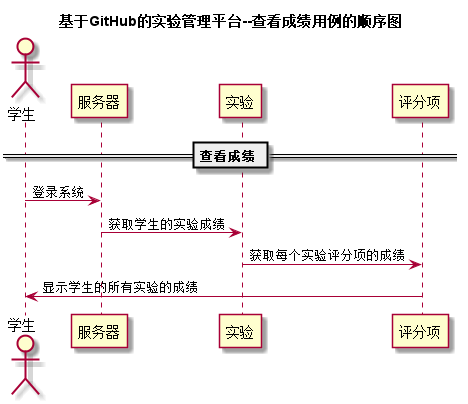 基于GitHub的实验管理平台--查看成绩用例的顺序图
学生
服务器
实验
评分项
查看成绩
登录系统
获取学生的实验成绩
获取每个实验评分项的成绩
显示学生的所有实验的成绩
学生
服务器
实验
评分项